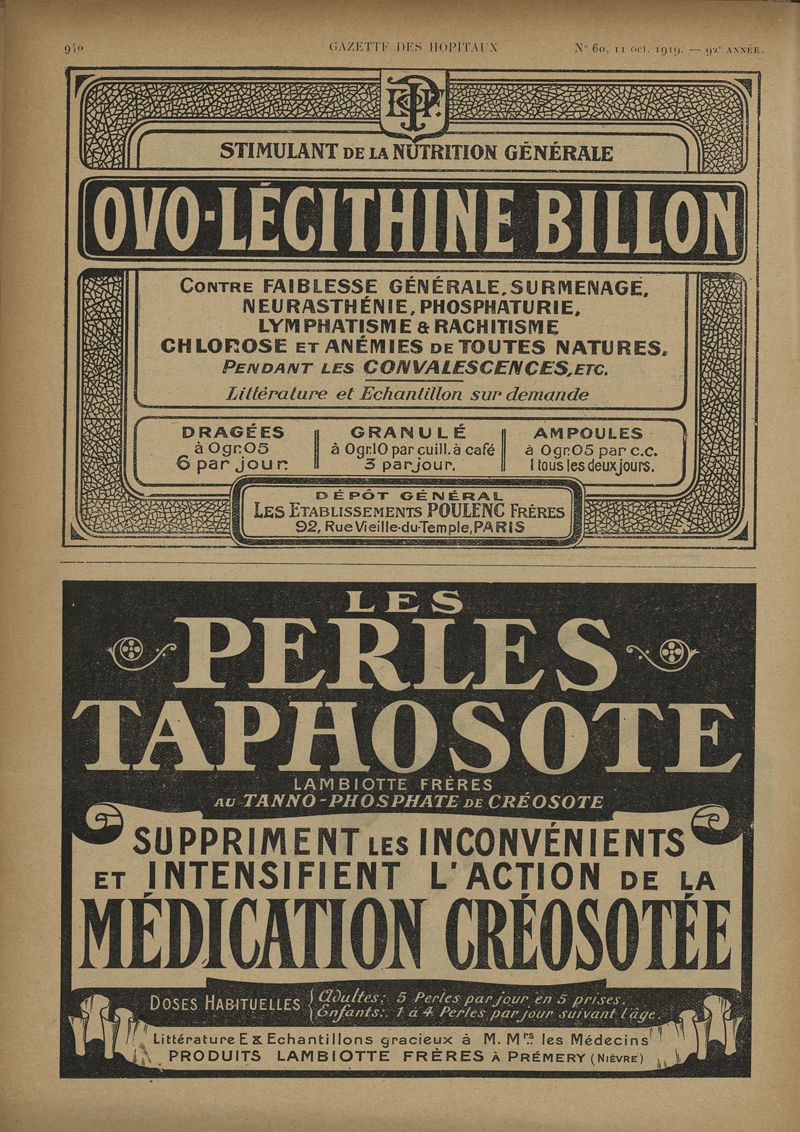 940 GAZETTE DES HOPITAUX N° 60, 11 oct. 1919. — 92e ANNÉE.
STIMULANT DE LA NUTRITION GÉNÉRALE
OVO-LÉCITHINE BILLON
CONTRE FAIBLESSE GÉNÉRALE, SURMENAGE,
NEURASTHÉNIE, PHOSPHATURIE,
LYMPHATISME & RACHITISME
CHLOROSE ET ANÉMIES DE TOUTES NATURES,
PENDANT LES CONVALESCENCES, ETC.
Littérature et Echantillon sur demande
DRAGÉES
à 0gr.05
6 par jour.
GRANULÉ
à 0gr.10 par cuill. à café
3 par jour.
AMPOULES
à 0gr.05 par c.c.
1 tous les deux jours.
DÉPÔT GÉNÉRAL
LES ETABLISSEMENTS POULENC FRÈRES
92, Rue Vieille-du-Temple, PARIS
LES
PERLES
TAPHOSOTE
LAMBIOTTE FRÈRES
AU TANNO-PHOSPHATE DE CRÉOSOTE
SUPPRIMENT LES INCONVÉNIENTS
ET INTENSIFIENT L'ACTION DE LA
MÉDICATION CRÉOSOTÉE
DOSES HABITUELLES
Adultes: 5 Perles par jour en 5 prises.
Enfants: 1 à 4 Perles par jour suivant l'âge.
Littérature E& Echantillons gracieux à M. Mrs les Médecins
PRODUITS LAMBIOTTE FRÈRES À PRÉMERY (NIÈVRE)